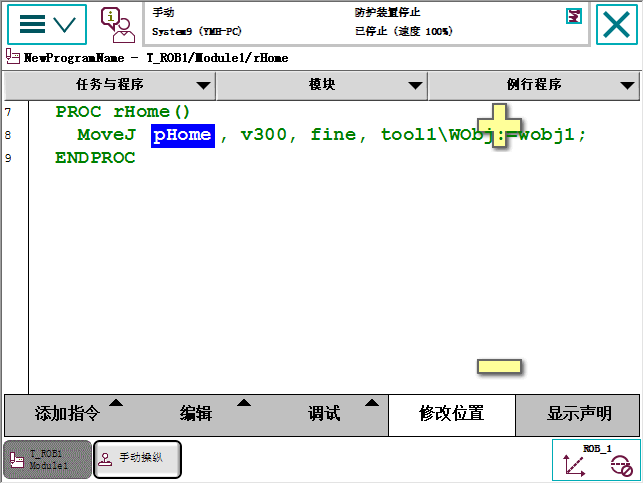 手动
防护装置停止
System9 (YMH-PC)
已停止 (速度 100%)
NewProgramName - T_ROB1/Module1/rHome
任务与程序
模块
例行程序
7 PROC rHome()
8 MoveJ pHome, v300, fine, tool1\WObj:=wobj1;
9 ENDPROC
添加指令
编辑
调试
修改位置
显示声明
T_ROB1
Module1
手动操纵
ROB_1